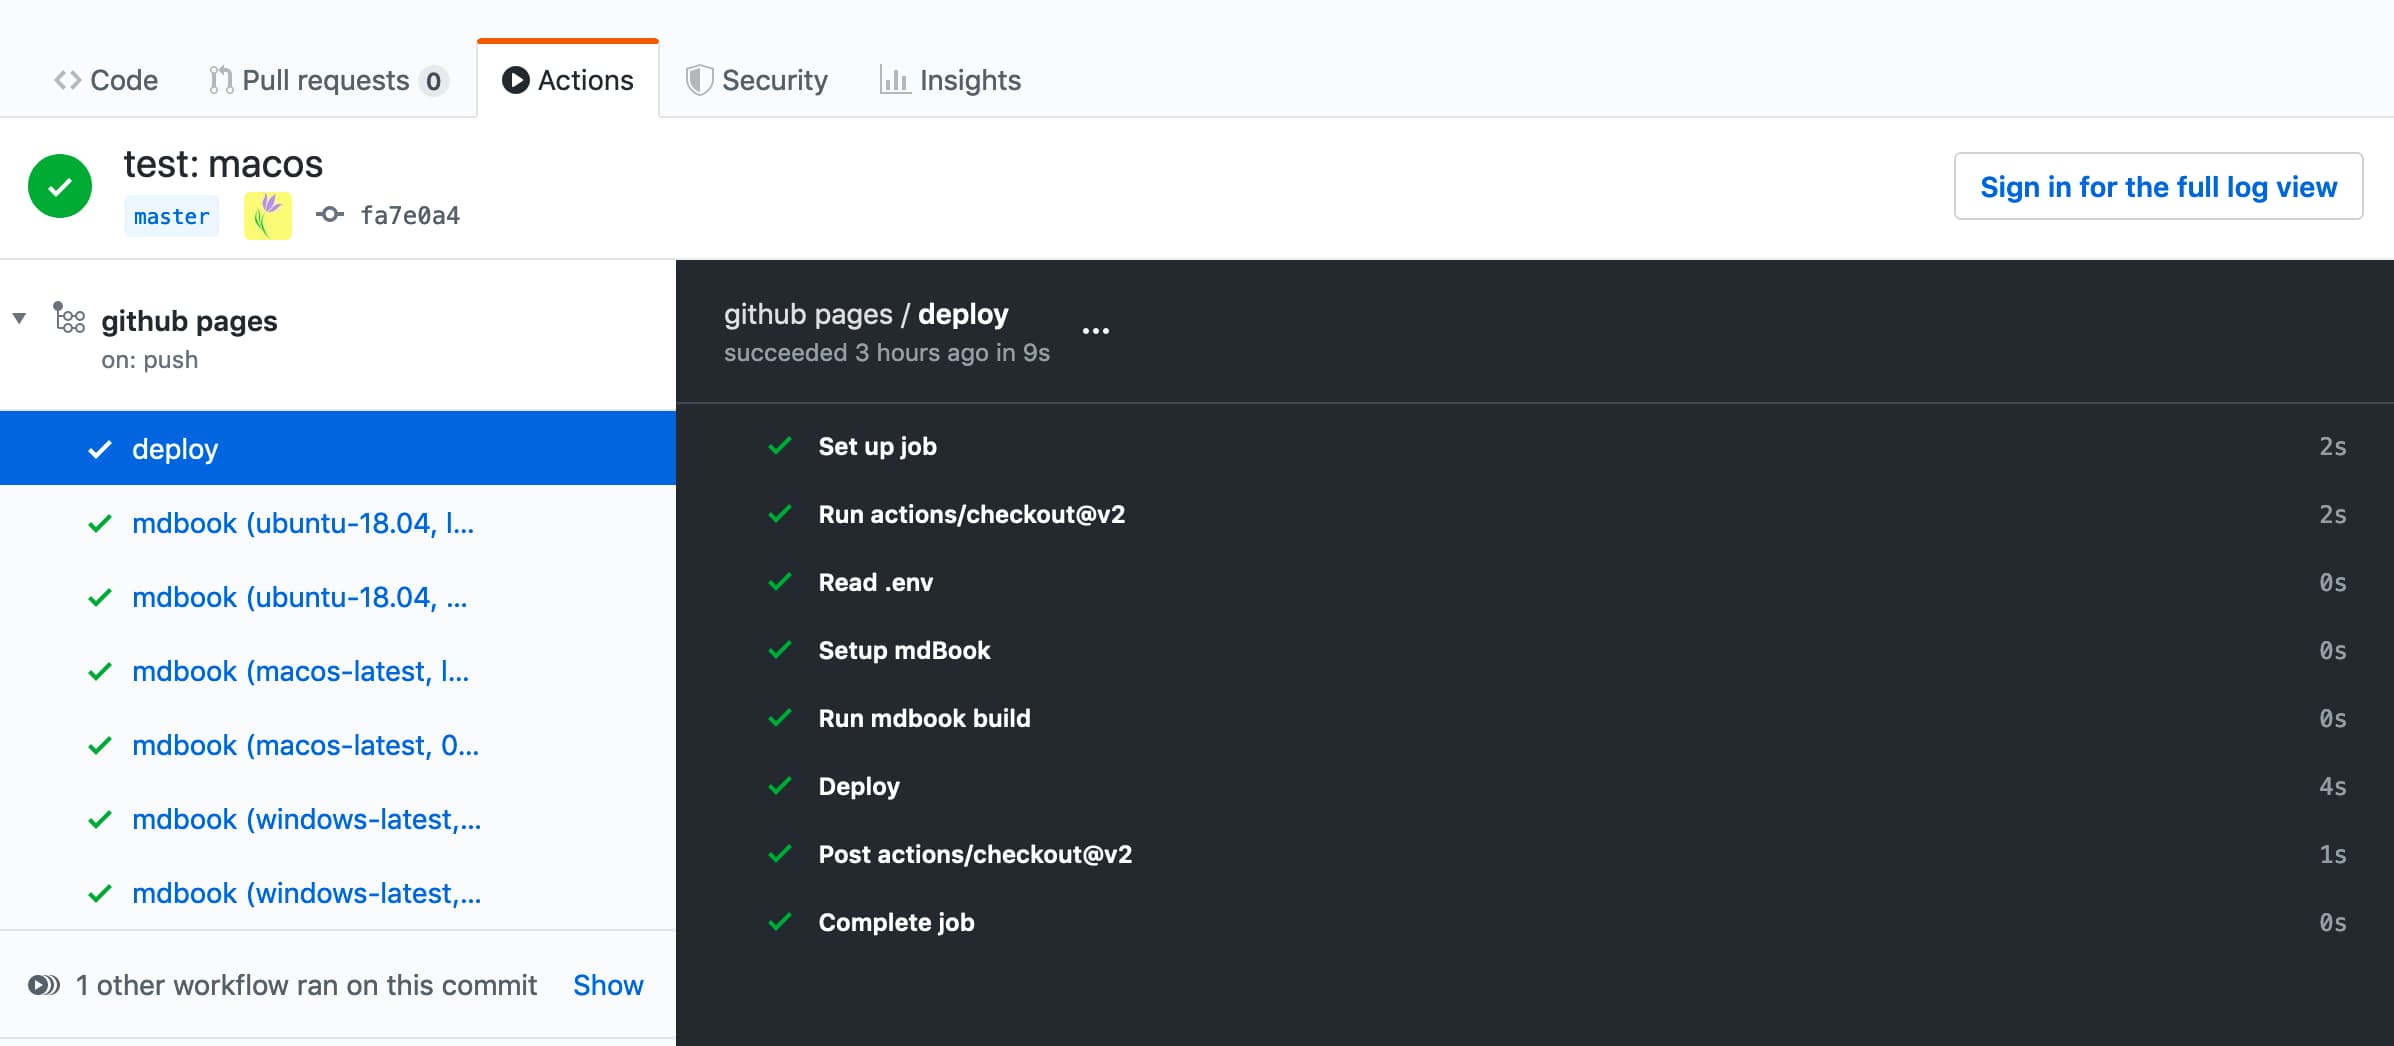 Code Pull requests 0 Actions Security Insights
test: macos
master fa7e0a4
Sign in for the full log view
github pages
on: push
deploy
mdbook (ubuntu-18.04, l...
mdbook (ubuntu-18.04, ...
mdbook (macos-latest, l...
mdbook (macos-latest, 0...
mdbook (windows-latest,...
mdbook (windows-latest,...
1 other workflow ran on this commit Show
github pages / deploy ...
succeeded 3 hours ago in 9s
Set up job 2s
Run actions/checkout@v2 2s
Read .env 0s
Setup mdBook 0s
Run mdbook build 0s
Deploy 4s
Post actions/checkout@v2 1s
Complete job 0s